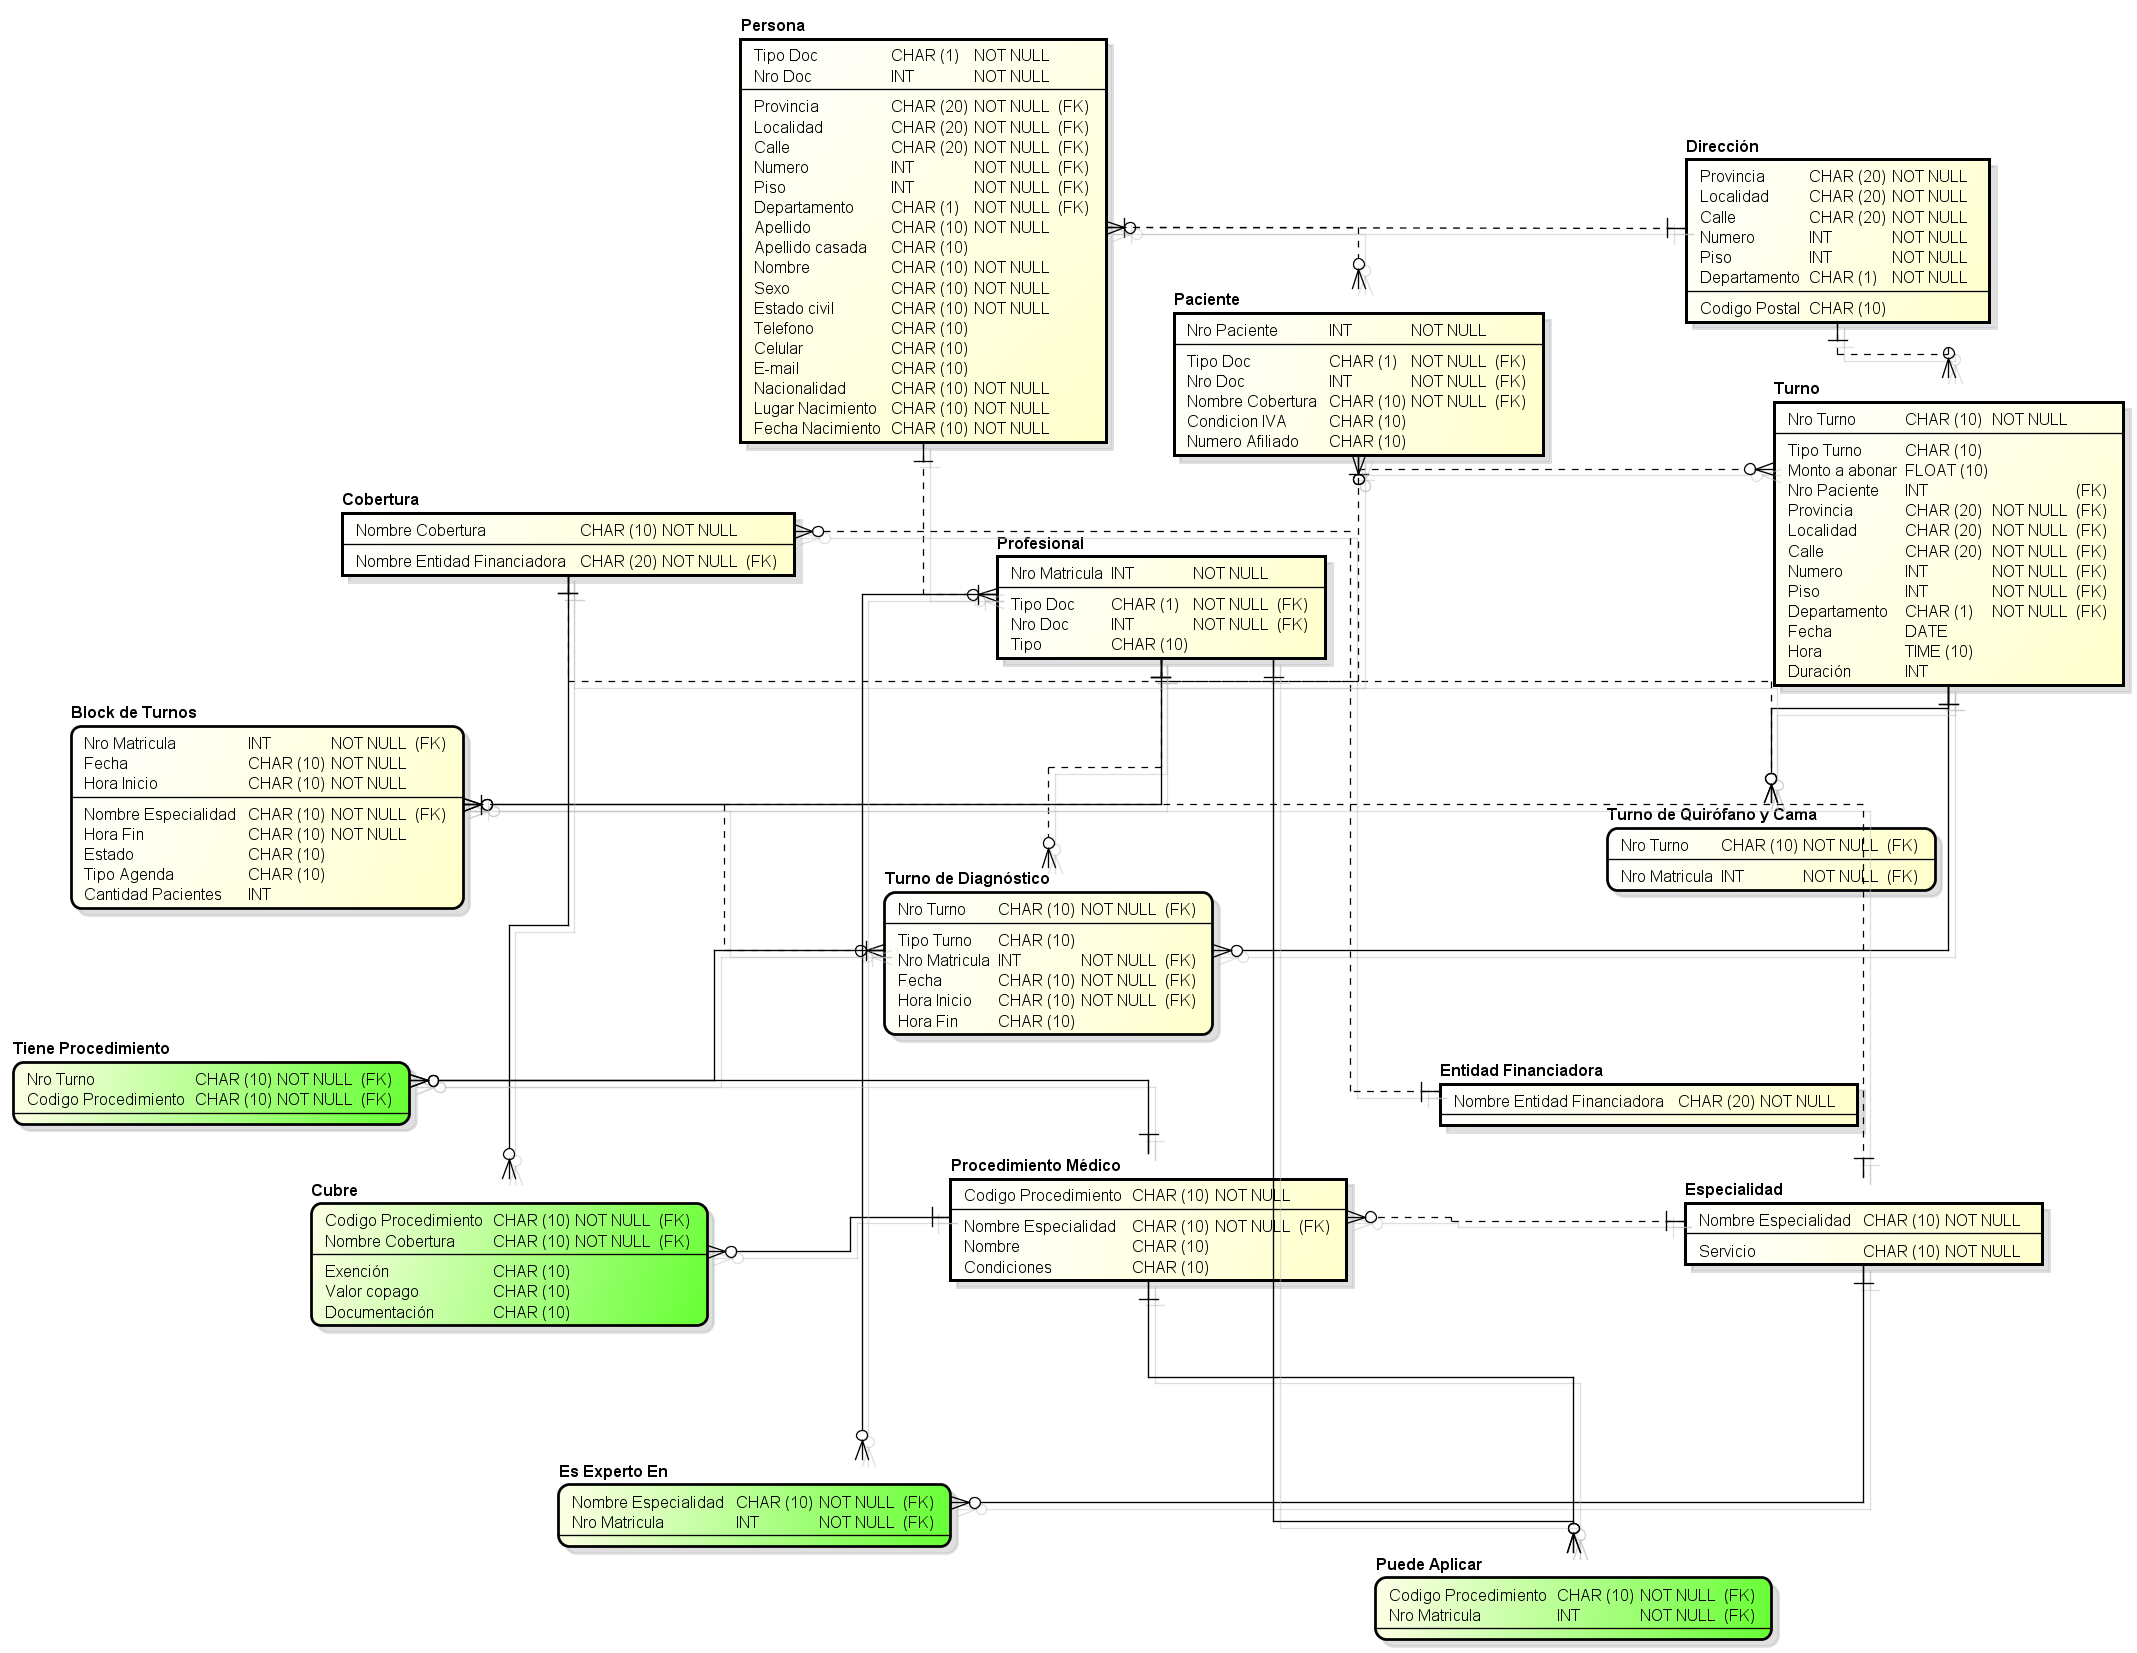 Persona
Tipo Doc CHAR (1) NOT NULL
Nro Doc INT NOT NULL
Provincia CHAR (20) NOT NULL (FK)
Localidad CHAR (20) NOT NULL (FK)
Calle CHAR (20) NOT NULL (FK)
Numero INT NOT NULL (FK)
Piso INT NOT NULL (FK)
Departamento CHAR (1) NOT NULL (FK)
Apellido CHAR (10) NOT NULL
Apellido casada CHAR (10)
Nombre CHAR (10) NOT NULL
Sexo CHAR (10) NOT NULL
Estado civil CHAR (10) NOT NULL
Telefono CHAR (10)
Celular CHAR (10)
E-mail CHAR (10)
Nacionalidad CHAR (10) NOT NULL
Lugar Nacimiento CHAR (10) NOT NULL
Fecha Nacimiento CHAR (10) NOT NULL
Dirección
Provincia CHAR (20) NOT NULL
Localidad CHAR (20) NOT NULL
Calle CHAR (20) NOT NULL
Numero INT NOT NULL
Piso INT NOT NULL
Departamento CHAR (1) NOT NULL
Codigo Postal CHAR (10)
Paciente
Nro Paciente INT NOT NULL
Tipo Doc CHAR (1) NOT NULL (FK)
Nro Doc INT NOT NULL (FK)
Nombre Cobertura CHAR (10) NOT NULL (FK)
Condicion IVA CHAR (10)
Numero Afiliado CHAR (10)
Turno
Nro Turno CHAR (10) NOT NULL
Tipo Turno CHAR (10)
Monto a abonar FLOAT (10)
Nro Paciente INT (FK)
Provincia CHAR (20) NOT NULL (FK)
Localidad CHAR (20) NOT NULL (FK)
Calle CHAR (20) NOT NULL (FK)
Numero INT NOT NULL (FK)
Piso INT NOT NULL (FK)
Departamento CHAR (1) NOT NULL (FK)
Fecha DATE
Hora TIME (10)
Duración INT
Cobertura
Nombre Cobertura CHAR (10) NOT NULL
Nombre Entidad Financiadora CHAR (20) NOT NULL (FK)
Profesional
Nro Matricula INT NOT NULL
Tipo Doc CHAR (1) NOT NULL (FK)
Nro Doc INT NOT NULL (FK)
Tipo CHAR (10)
Block de Turnos
Nro Matricula INT NOT NULL (FK)
Fecha CHAR (10) NOT NULL
Hora Inicio CHAR (10) NOT NULL
Nombre Especialidad CHAR (10) NOT NULL (FK)
Hora Fin CHAR (10) NOT NULL
Estado CHAR (10)
Tipo Agenda CHAR (10)
Cantidad Pacientes INT
Turno de Quirófano y Cama
Nro Turno CHAR (10) NOT NULL (FK)
Nro Matricula INT NOT NULL (FK)
Turno de Diagnóstico
Nro Turno CHAR (10) NOT NULL (FK)
Tipo Turno CHAR (10)
Nro Matricula INT NOT NULL (FK)
Fecha CHAR (10) NOT NULL (FK)
Hora Inicio CHAR (10) NOT NULL (FK)
Hora Fin CHAR (10)
Tiene Procedimiento
Nro Turno CHAR (10) NOT NULL (FK)
Codigo Procedimiento CHAR (10) NOT NULL (FK)
Entidad Financiadora
Nombre Entidad Financiadora CHAR (20) NOT NULL
Cubre
Codigo Procedimiento CHAR (10) NOT NULL (FK)
Nombre Cobertura CHAR (10) NOT NULL (FK)
Exención CHAR (10)
Valor copago CHAR (10)
Documentación CHAR (10)
Procedimiento Médico
Codigo Procedimiento CHAR (10) NOT NULL
Nombre Especialidad CHAR (10) NOT NULL (FK)
Nombre CHAR (10)
Condiciones CHAR (10)
Especialidad
Nombre Especialidad CHAR (10) NOT NULL
Servicio CHAR (10) NOT NULL
Es Experto En
Nombre Especialidad CHAR (10) NOT NULL (FK)
Nro Matricula INT NOT NULL (FK)
Puede Aplicar
Codigo Procedimiento CHAR (10) NOT NULL (FK)
Nro Matricula INT NOT NULL (FK)